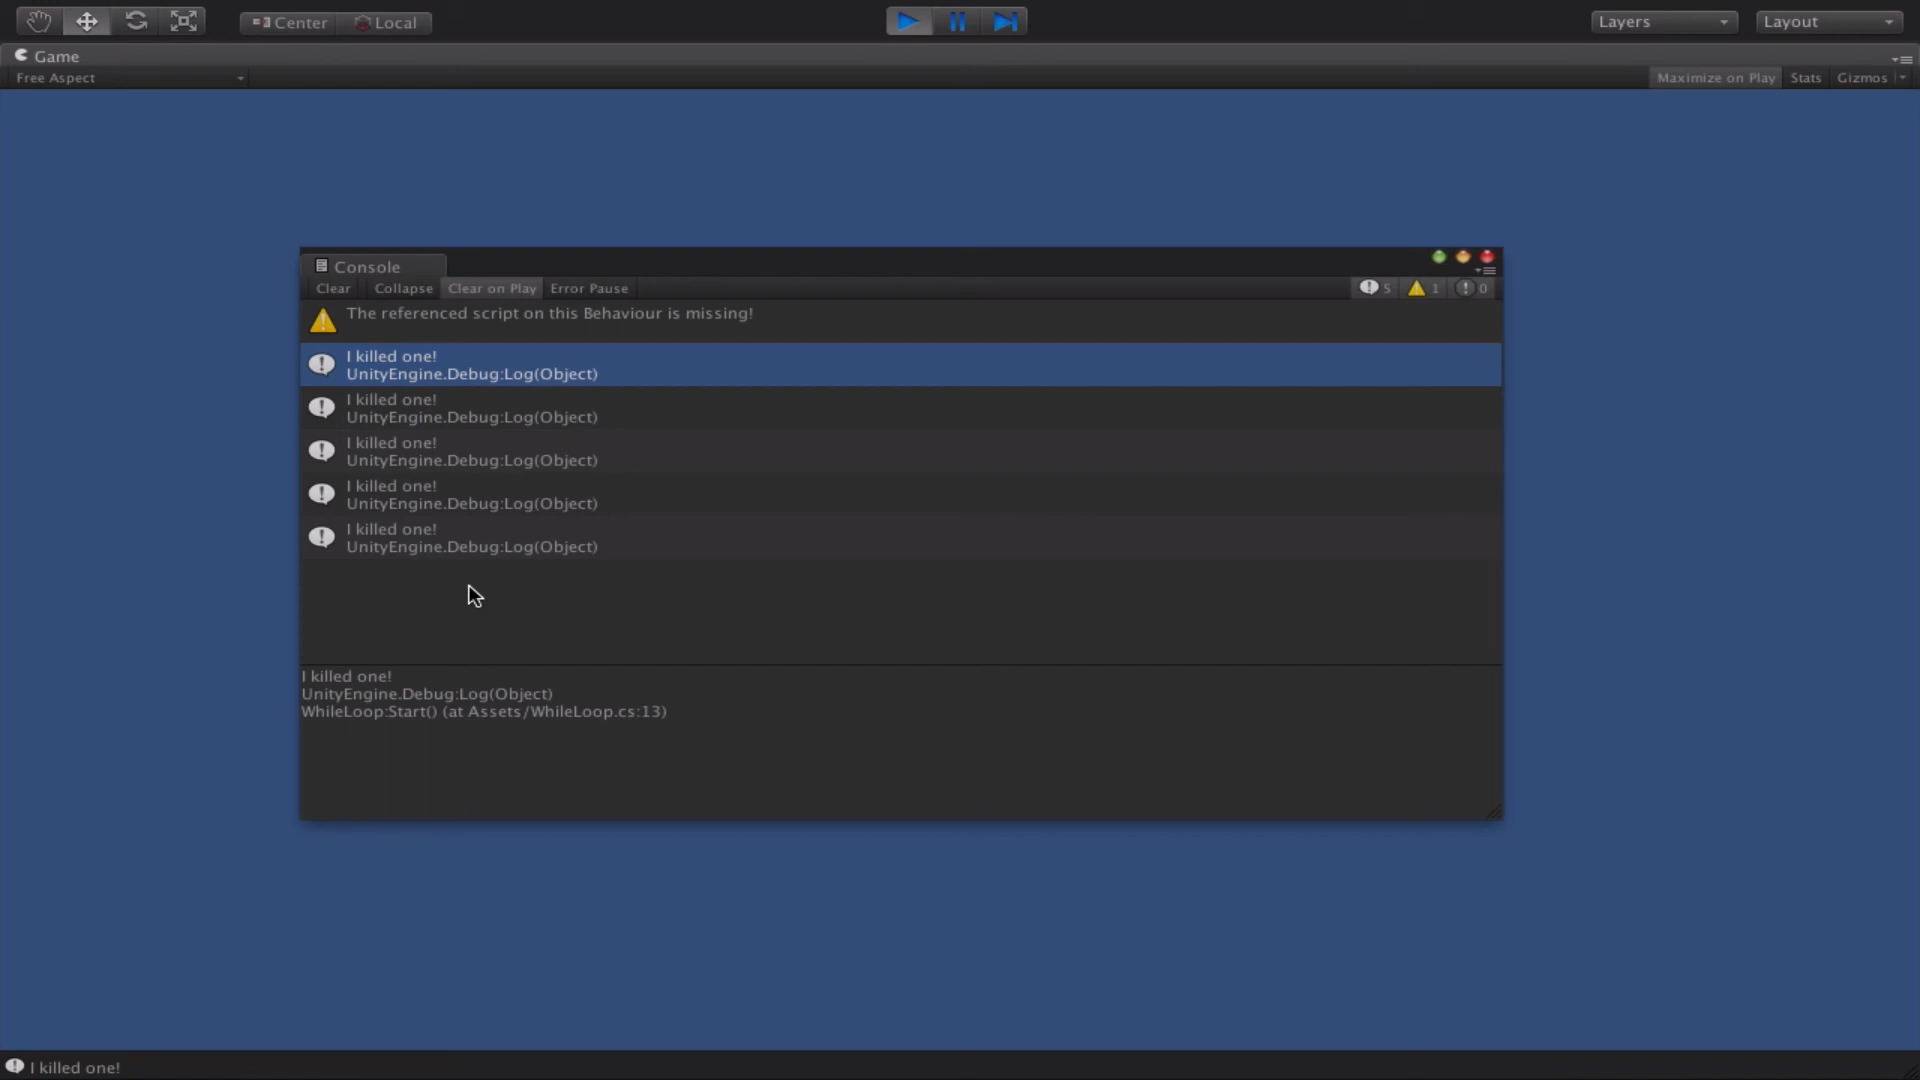 Center Local Layers Layout
Game
Free Aspect Maximize on Play Stats Gizmos
Console
Clear Collapse Clear on Play Error Pause 5 1 0
The referenced script on this Behaviour is missing!
I killed one!
UnityEngine.Debug:Log(Object)
I killed one!
UnityEngine.Debug:Log(Object)
I killed one!
UnityEngine.Debug:Log(Object)
I killed one!
UnityEngine.Debug:Log(Object)
I killed one!
UnityEngine.Debug:Log(Object)
I killed one!
UnityEngine.Debug:Log(Object)
WhileLoop:Start() (at Assets/WhileLoop.cs:13)
I killed one!